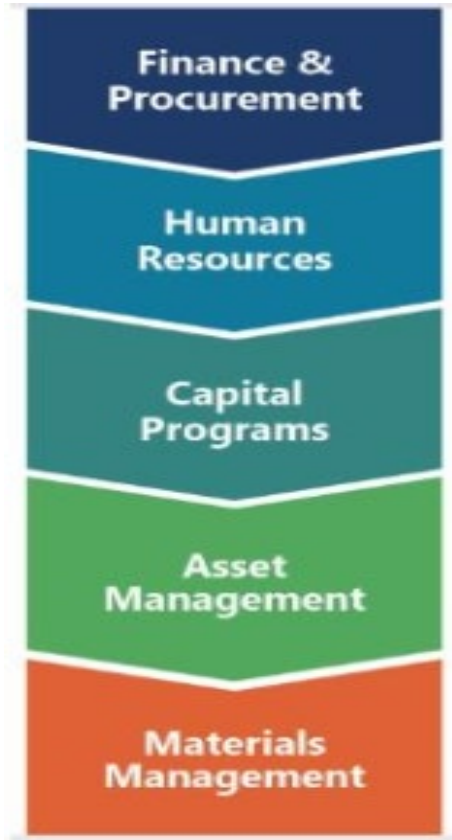 Finance &
Procurement
Human
Resources
Capital
Programs
Asset
Management
Materials
Management